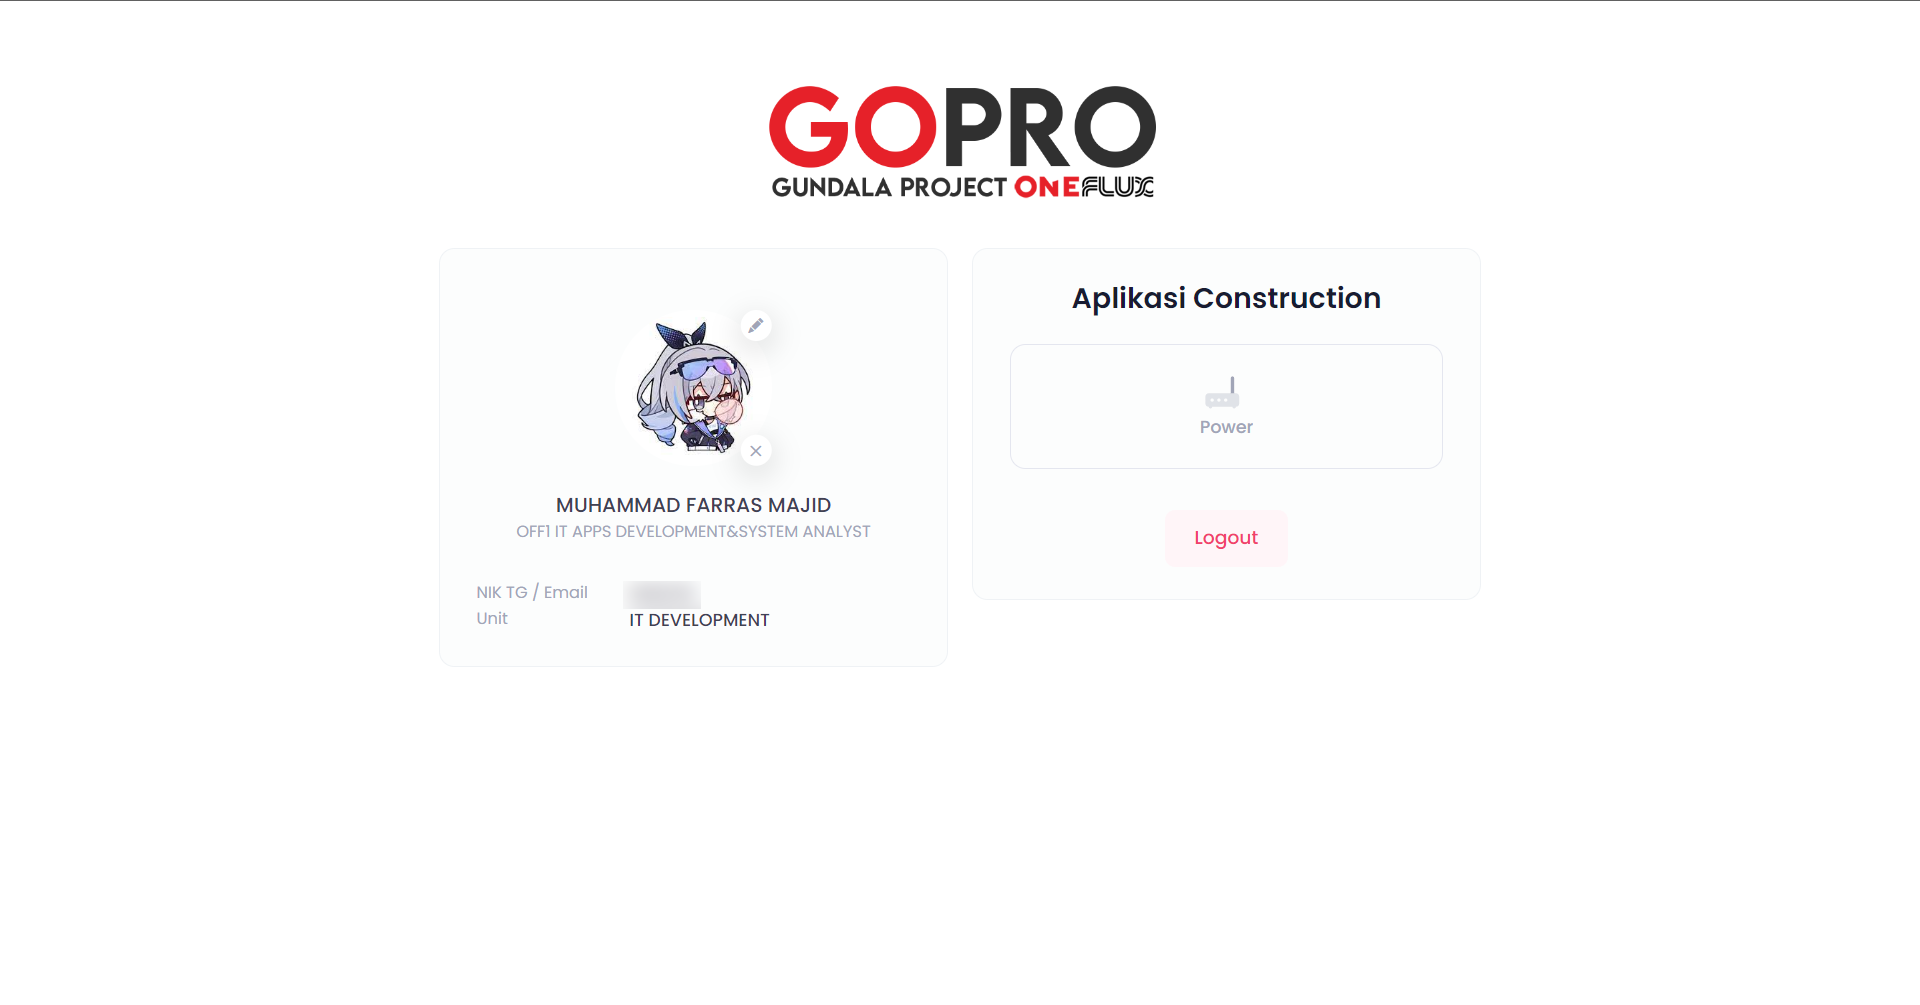 GOPRO
GUNDALA PROJECT ONEFLUX
MUHAMMAD FARRAS MAJID
OFF1 IT APPS DEVELOPMENT&SYSTEM ANALYST
NIK TG / Email
Unit
IT DEVELOPMENT
Aplikasi Construction
Power
Logout